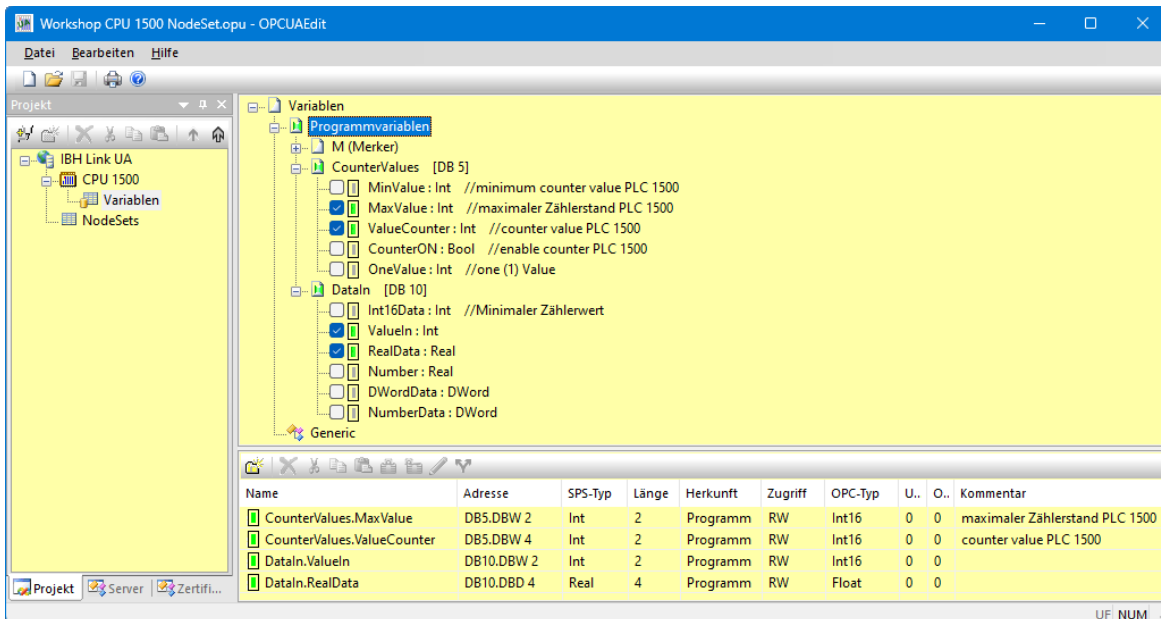 Workshop CPU 1500 NodeSet.opu - OPCUAEdit
Datei Bearbeiten Hilfe
Projekt
IBH Link UA
CPU 1500
Variablen
NodeSets
Variablen
Programmvariablen
M (Merker)
CounterValues [DB 5]
MinValue : Int //minimum counter value PLC 1500
MaxValue : Int //maximaler Zählerstand PLC 1500
ValueCounter : Int //counter value PLC 1500
CounterON : Bool //enable counter PLC 1500
OneValue : Int //one (1) Value
DataIn [DB 10]
Int16Data : Int //Minimaler Zählerwert
ValueIn : Int
RealData : Real
Number : Real
DWordData : DWord
NumberData : DWord
Generic
Name Adresse SPS-Typ Länge Herkunft Zugriff OPC-Typ U.. O.. Kommentar
CounterValues.MaxValue DB5.DBW 2 Int 2 Programm RW Int16 0 0 maximaler Zählerstand PLC 1500
CounterValues.ValueCounter DB5.DBW 4 Int 2 Programm RW Int16 0 0 counter value PLC 1500
DataIn.ValueIn DB10.DBW 2 Int 2 Programm RW Int16 0 0
DataIn.RealData DB10.DBD 4 Real 4 Programm RW Float 0 0
Projekt Server Zertifi...
UF NUM